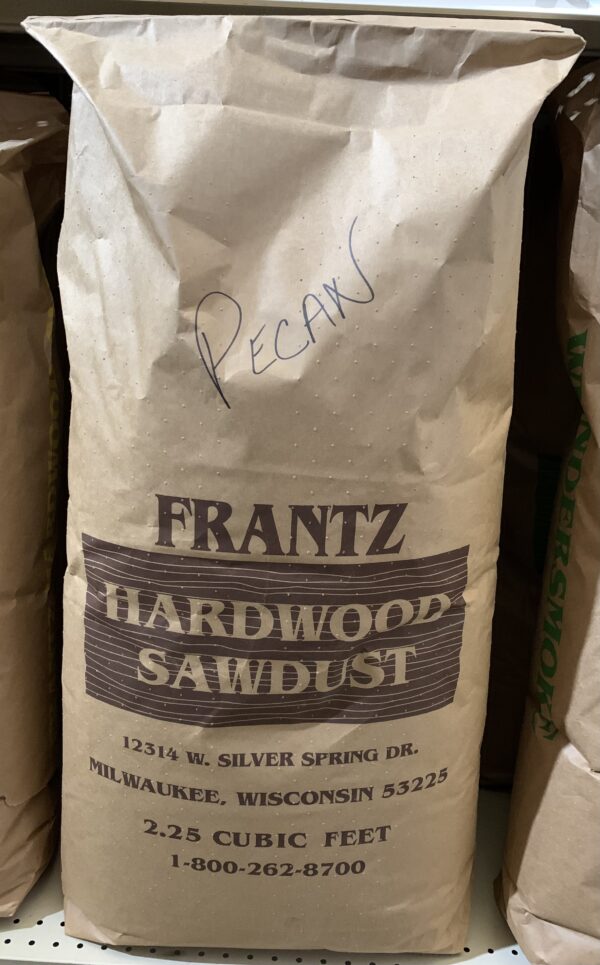 PECAN
FRANTZ
HARDWOOD
SAWDUST
12314 W. SILVER SPRING DR.
MILWAUKEE, WISCONSIN 53225
2.25 CUBIC FEET
1-800-262-8700
WUNDERSMOKE